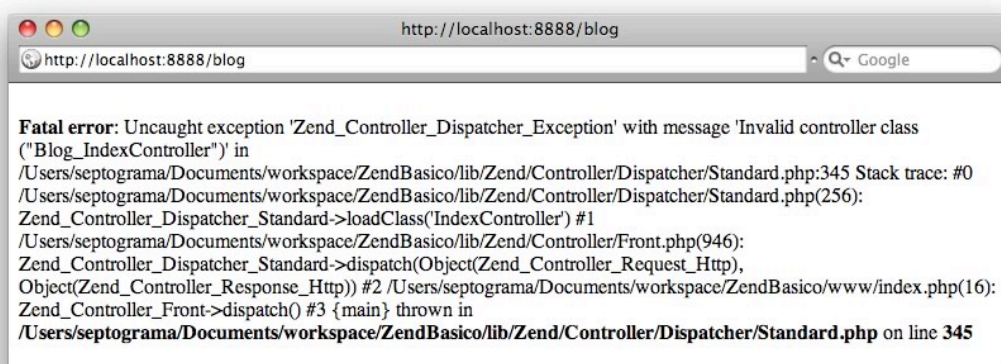 http://localhost:8888/blog
http://localhost:8888/blog
Google
Fatal error: Uncaught exception 'Zend_Controller_Dispatcher_Exception' with message 'Invalid controller class
("Blog_IndexController")' in
/Users/septograma/Documents/workspace/ZendBasico/lib/Zend/Controller/Dispatcher/Standard.php:345 Stack trace: #0
/Users/septograma/Documents/workspace/ZendBasico/lib/Zend/Controller/Dispatcher/Standard.php(256):
Zend_Controller_Dispatcher_Standard->loadClass('IndexController') #1
/Users/septograma/Documents/workspace/ZendBasico/lib/Zend/Controller/Front.php(946):
Zend_Controller_Dispatcher_Standard->dispatch(Object(Zend_Controller_Request_Http),
Object(Zend_Controller_Response_Http)) #2 /Users/septograma/Documents/workspace/ZendBasico/www/index.php(16):
Zend_Controller_Front->dispatch() #3 {main} thrown in
/Users/septograma/Documents/workspace/ZendBasico/lib/Zend/Controller/Dispatcher/Standard.php on line 345